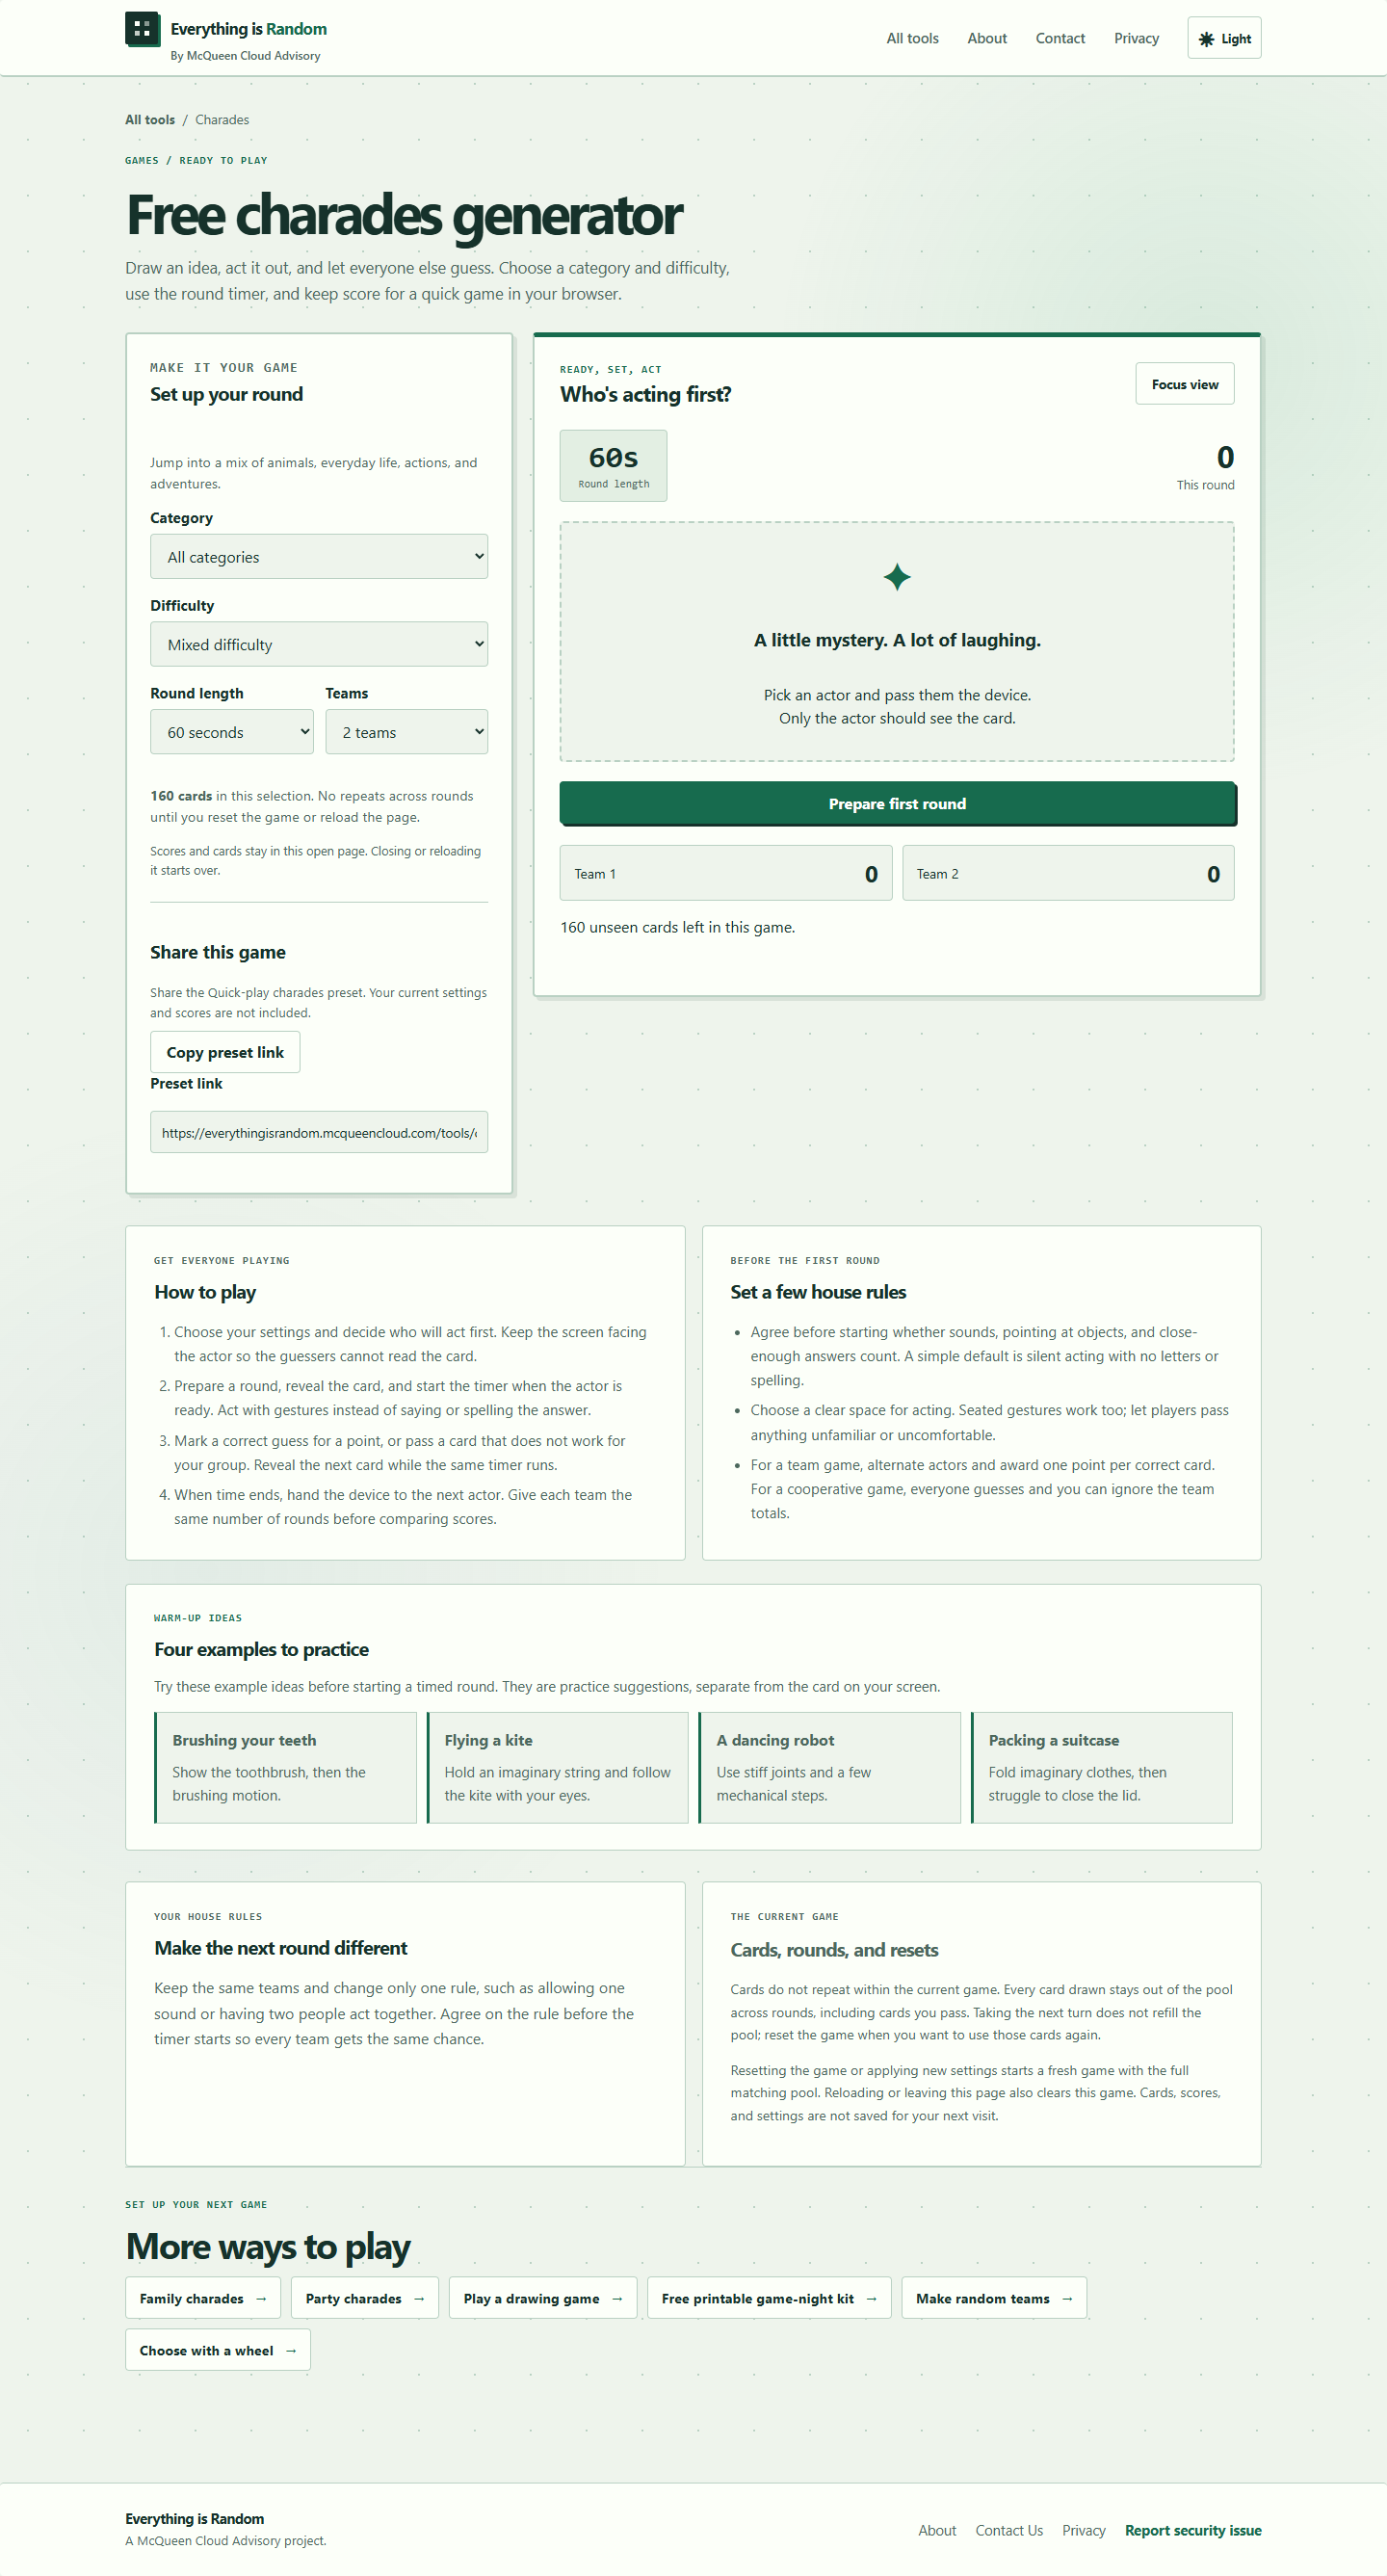 Everything is Random
By McQueen Cloud Advisory
All tools
About
Contact
Privacy
Light
All tools / Charades
GAMES / READY TO PLAY
Free charades generator
Draw an idea, act it out, and let everyone else guess. Choose a category and difficulty,
use the round timer, and keep score for a quick game in your browser.
MAKE IT YOUR GAME
Set up your round
Jump into a mix of animals, everyday life, actions, and
adventures.
Category
All categories
Difficulty
Mixed difficulty
Round length
Teams
60 seconds
2 teams
160 cards in this selection. No repeats across rounds
until you reset the game or reload the page.
Scores and cards stay in this open page. Closing or reloading
it starts over.
Share this game
Share the Quick-play charades preset. Your current settings
and scores are not included.
Copy preset link
Preset link
https://everythingisrandom.mcqueencloud.com/tools/
READY, SET, ACT
Who's acting first?
Focus view
60s
Round length
0
This round
A little mystery. A lot of laughing.
Pick an actor and pass them the device.
Only the actor should see the card.
Prepare first round
Team 1
0
Team 2
0
160 unseen cards left in this game.
GET EVERYONE PLAYING
How to play
1. Choose your settings and decide who will act first. Keep the screen facing
the actor so the guessers cannot read the card.
2. Prepare a round, reveal the card, and start the timer when the actor is
ready. Act with gestures instead of saying or spelling the answer.
3. Mark a correct guess for a point, or pass a card that does not work for
your group. Reveal the next card while the same timer runs.
4. When time ends, hand the device to the next actor. Give each team the
same number of rounds before comparing scores.
BEFORE THE FIRST ROUND
Set a few house rules
• Agree before starting whether sounds, pointing at objects, and close-
enough answers count. A simple default is silent acting with no letters or
spelling.
• Choose a clear space for acting. Seated gestures work too; let players pass
anything unfamiliar or uncomfortable.
• For a team game, alternate actors and award one point per correct card.
For a cooperative game, everyone guesses and you can ignore the team
totals.
WARM-UP IDEAS
Four examples to practice
Try these example ideas before starting a timed round. They are practice suggestions, separate from the card on your screen.
Brushing your teeth
Show the toothbrush, then the
brushing motion.
Flying a kite
Hold an imaginary string and follow
the kite with your eyes.
A dancing robot
Use stiff joints and a few
mechanical steps.
Packing a suitcase
Fold imaginary clothes, then
struggle to close the lid.
YOUR HOUSE RULES
Make the next round different
Keep the same teams and change only one rule, such as allowing one
sound or having two people act together. Agree on the rule before the
timer starts so every team gets the same chance.
THE CURRENT GAME
Cards, rounds, and resets
Cards do not repeat within the current game. Every card drawn stays out of the pool
across rounds, including cards you pass. Taking the next turn does not refill the
pool; reset the game when you want to use those cards again.
Resetting the game or applying new settings starts a fresh game with the full
matching pool. Reloading or leaving this page also clears this game. Cards, scores,
and settings are not saved for your next visit.
SET UP YOUR NEXT GAME
More ways to play
Family charades →
Party charades →
Play a drawing game →
Free printable game-night kit →
Make random teams →
Choose with a wheel →
Everything is Random
A McQueen Cloud Advisory project.
About
Contact Us
Privacy
Report security issue